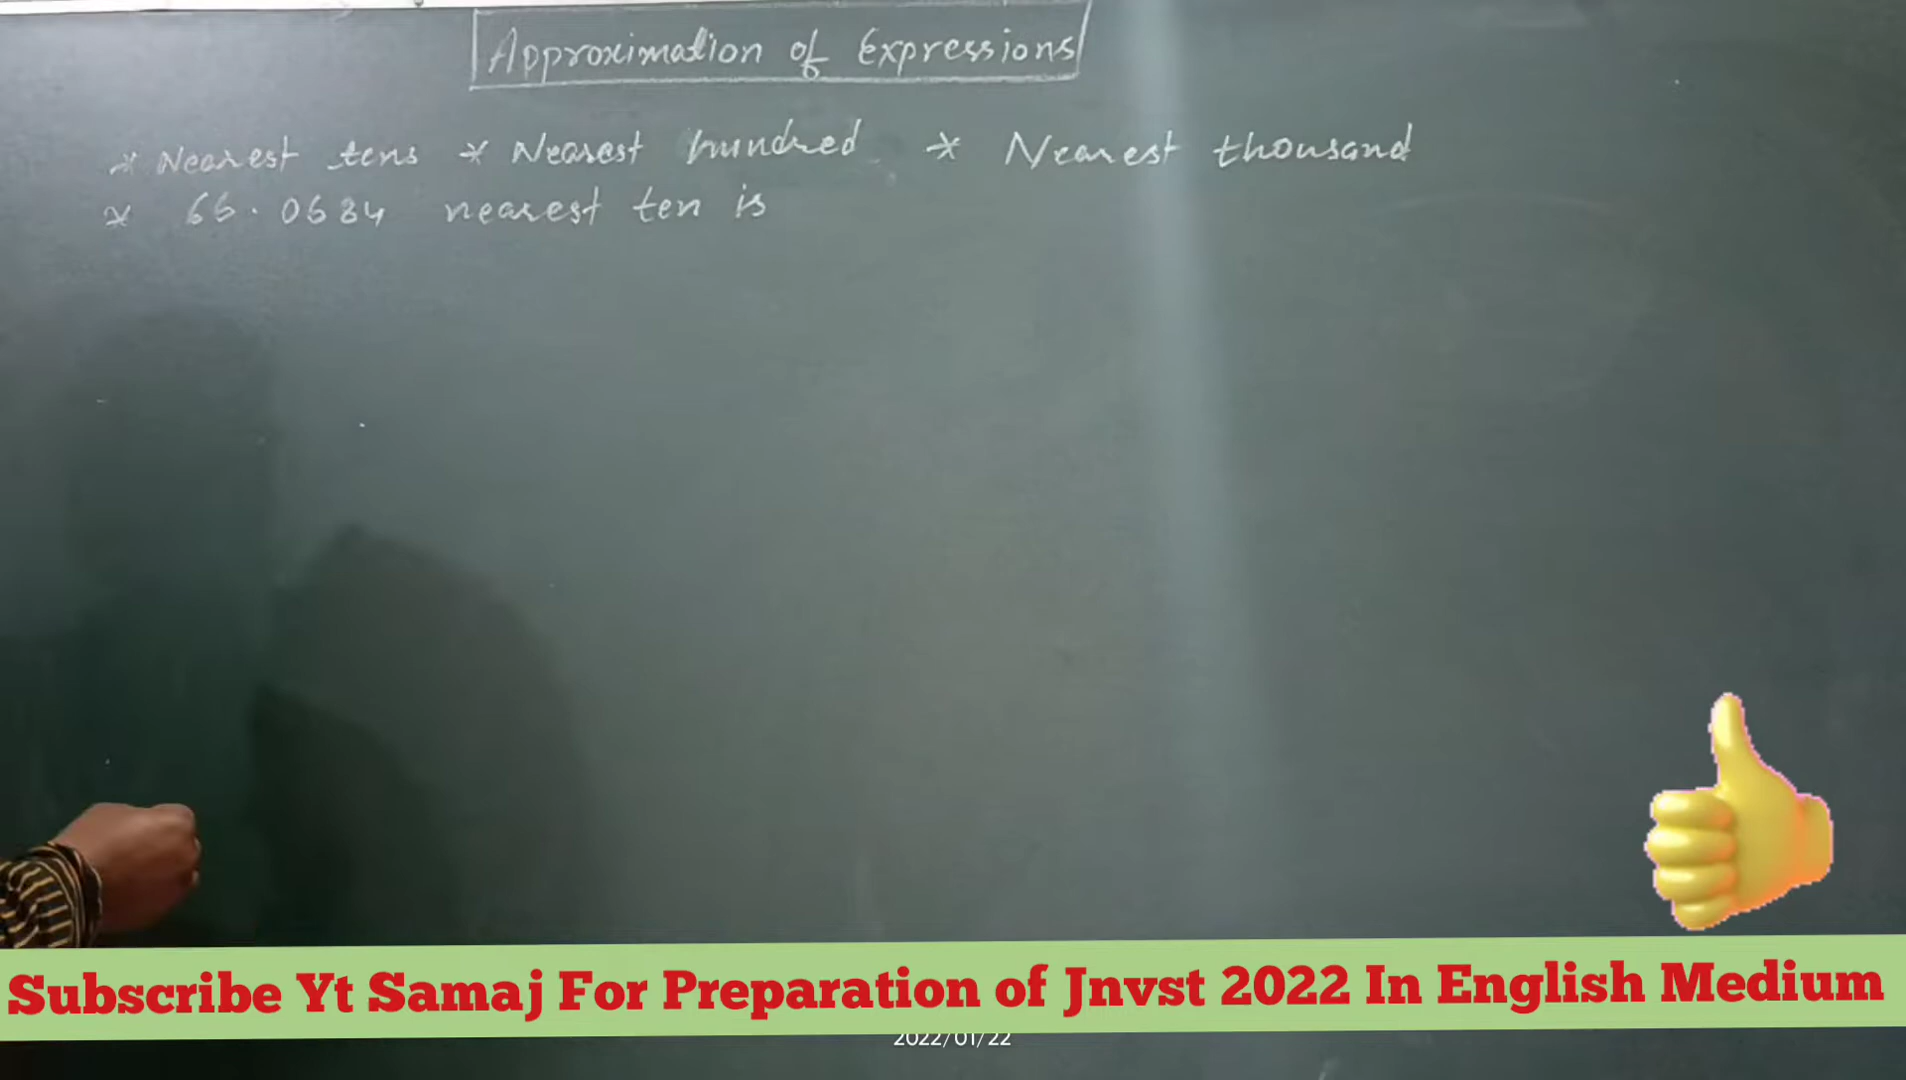 Approximation of Expressions
* Nearest tens * Nearest hundred * Nearest thousand
* 66.0684 nearest ten is
Subscribe Yt Samaj For Preparation of Jnvst 2022 In English Medium
2022/01/22